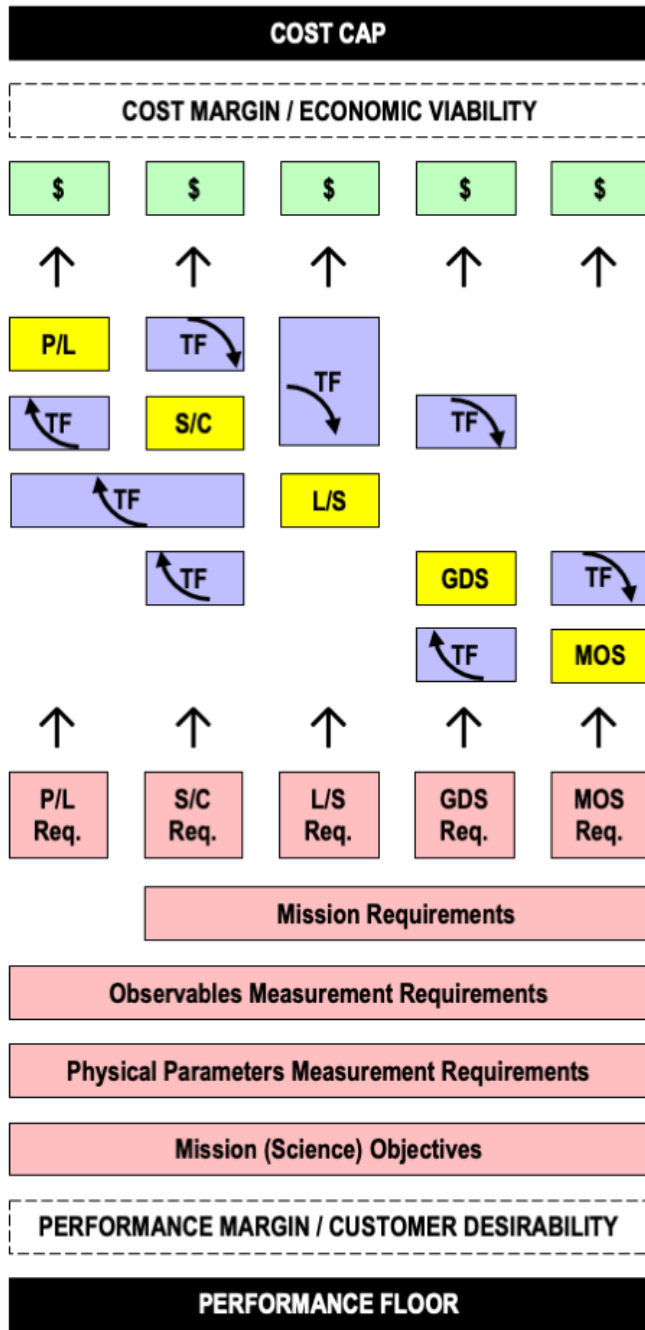 COST CAP
COST MARGIN / ECONOMIC VIABILITY
$ $ $ $ $
P/L TF
TF
TF S/C TF
TF L/S
TF GDS TF
TF MOS
P/L S/C L/S GDS MOS
Req. Req. Req. Req. Req.
Mission Requirements
Observables Measurement Requirements
Physical Parameters Measurement Requirements
Mission (Science) Objectives
PERFORMANCE MARGIN / CUSTOMER DESIRABILITY
PERFORMANCE FLOOR